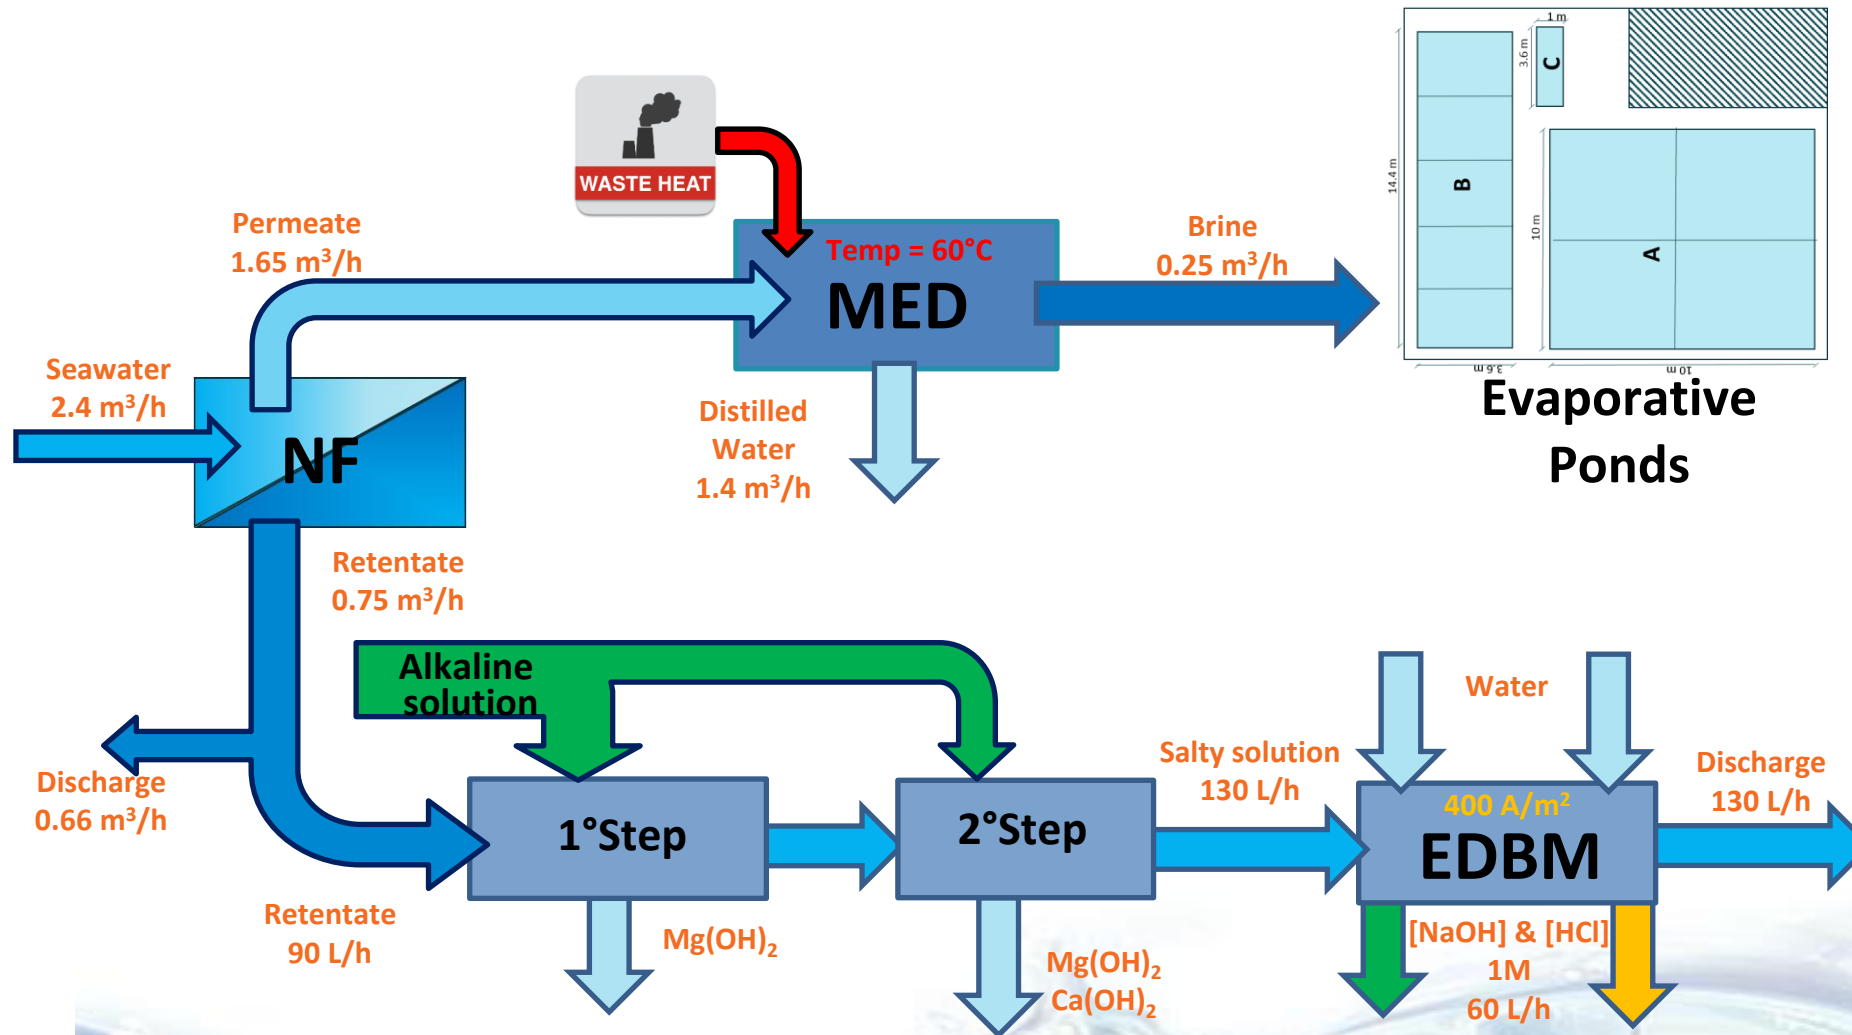 WASTE HEAT
1 m
3.6 m
C
14.4 m
B
10 m
A
3.6 m
10 m
Evaporative
Ponds
Permeate
1.65 m³/h
Temp = 60°C
MED
Brine
0.25 m³/h
Seawater
2.4 m³/h
NF
Distilled
Water
1.4 m³/h
Retentate
0.75 m³/h
Alkaline
solution
Water
Discharge
0.66 m³/h
1°Step
2°Step
Salty solution
130 L/h
400 A/m²
EDBM
Discharge
130 L/h
Retentate
90 L/h
Mg(OH)₂
Mg(OH)₂
Ca(OH)₂
[NaOH] & [HCl]
1M
60 L/h